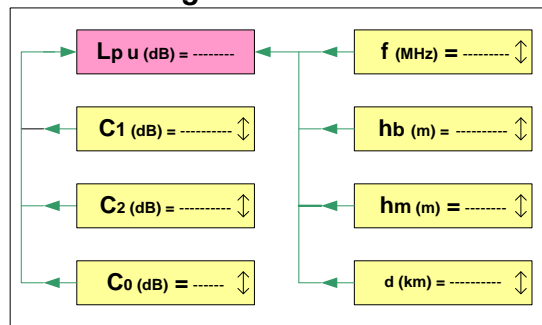 Lp u (dB) = --------
f (MHz) = --------
C1 (dB) = ----------
hb (m) = ----------
C2 (dB) = ----------
hm (m) = --------
C0 (dB) = ------
d (km) = ----------